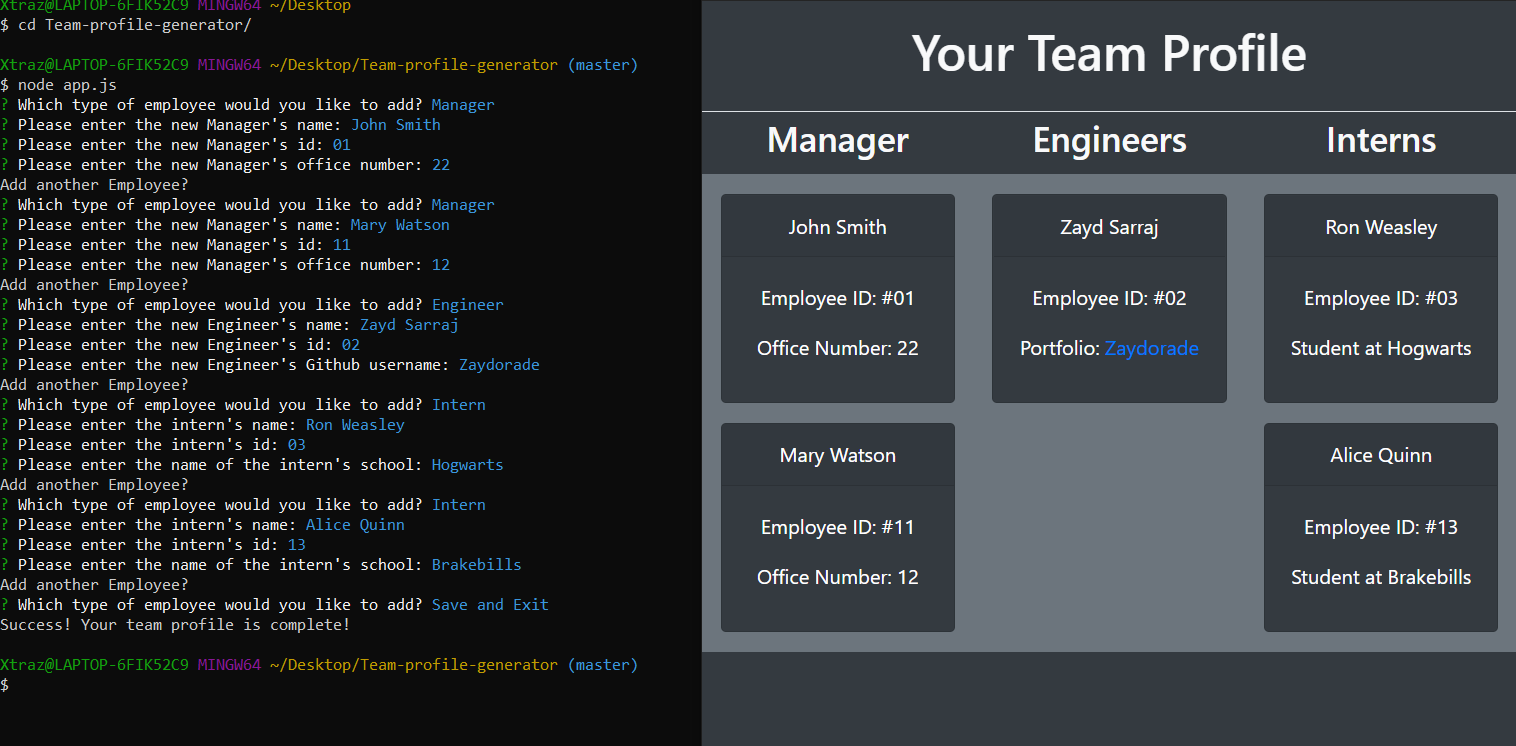 Xtraz@LAPTOP-6FIK52C9 MINGW64 ~/Desktop
$ cd Team-profile-generator/
Xtraz@LAPTOP-6FIK52C9 MINGW64 ~/Desktop/Team-profile-generator (master)
$ node app.js
? Which type of employee would you like to add? Manager
? Please enter the new Manager's name: John Smith
? Please enter the new Manager's id: 01
? Please enter the new Manager's office number: 22
Add another Employee?
? Which type of employee would you like to add? Manager
? Please enter the new Manager's name: Mary Watson
? Please enter the new Manager's id: 11
? Please enter the new Manager's office number: 12
Add another Employee?
? Which type of employee would you like to add? Engineer
? Please enter the new Engineer's name: Zayd Sarraj
? Please enter the new Engineer's id: 02
? Please enter the new Engineer's Github username: Zaydorade
Add another Employee?
? Which type of employee would you like to add? Intern
? Please enter the intern's name: Ron Weasley
? Please enter the intern's id: 03
? Please enter the name of the intern's school: Hogwarts
Add another Employee?
? Which type of employee would you like to add? Intern
? Please enter the intern's name: Alice Quinn
? Please enter the intern's id: 13
? Please enter the name of the intern's school: Brakebills
Add another Employee?
? Which type of employee would you like to add? Save and Exit
Success! Your team profile is complete!
Xtraz@LAPTOP-6FIK52C9 MINGW64 ~/Desktop/Team-profile-generator (master)
$
Your Team Profile
Manager
Engineers
Interns
John Smith
Employee ID: #01
Office Number: 22
Zayd Sarraj
Employee ID: #02
Portfolio: Zaydorade
Ron Weasley
Employee ID: #03
Student at Hogwarts
Mary Watson
Employee ID: #11
Office Number: 12
Alice Quinn
Employee ID: #13
Student at Brakebills